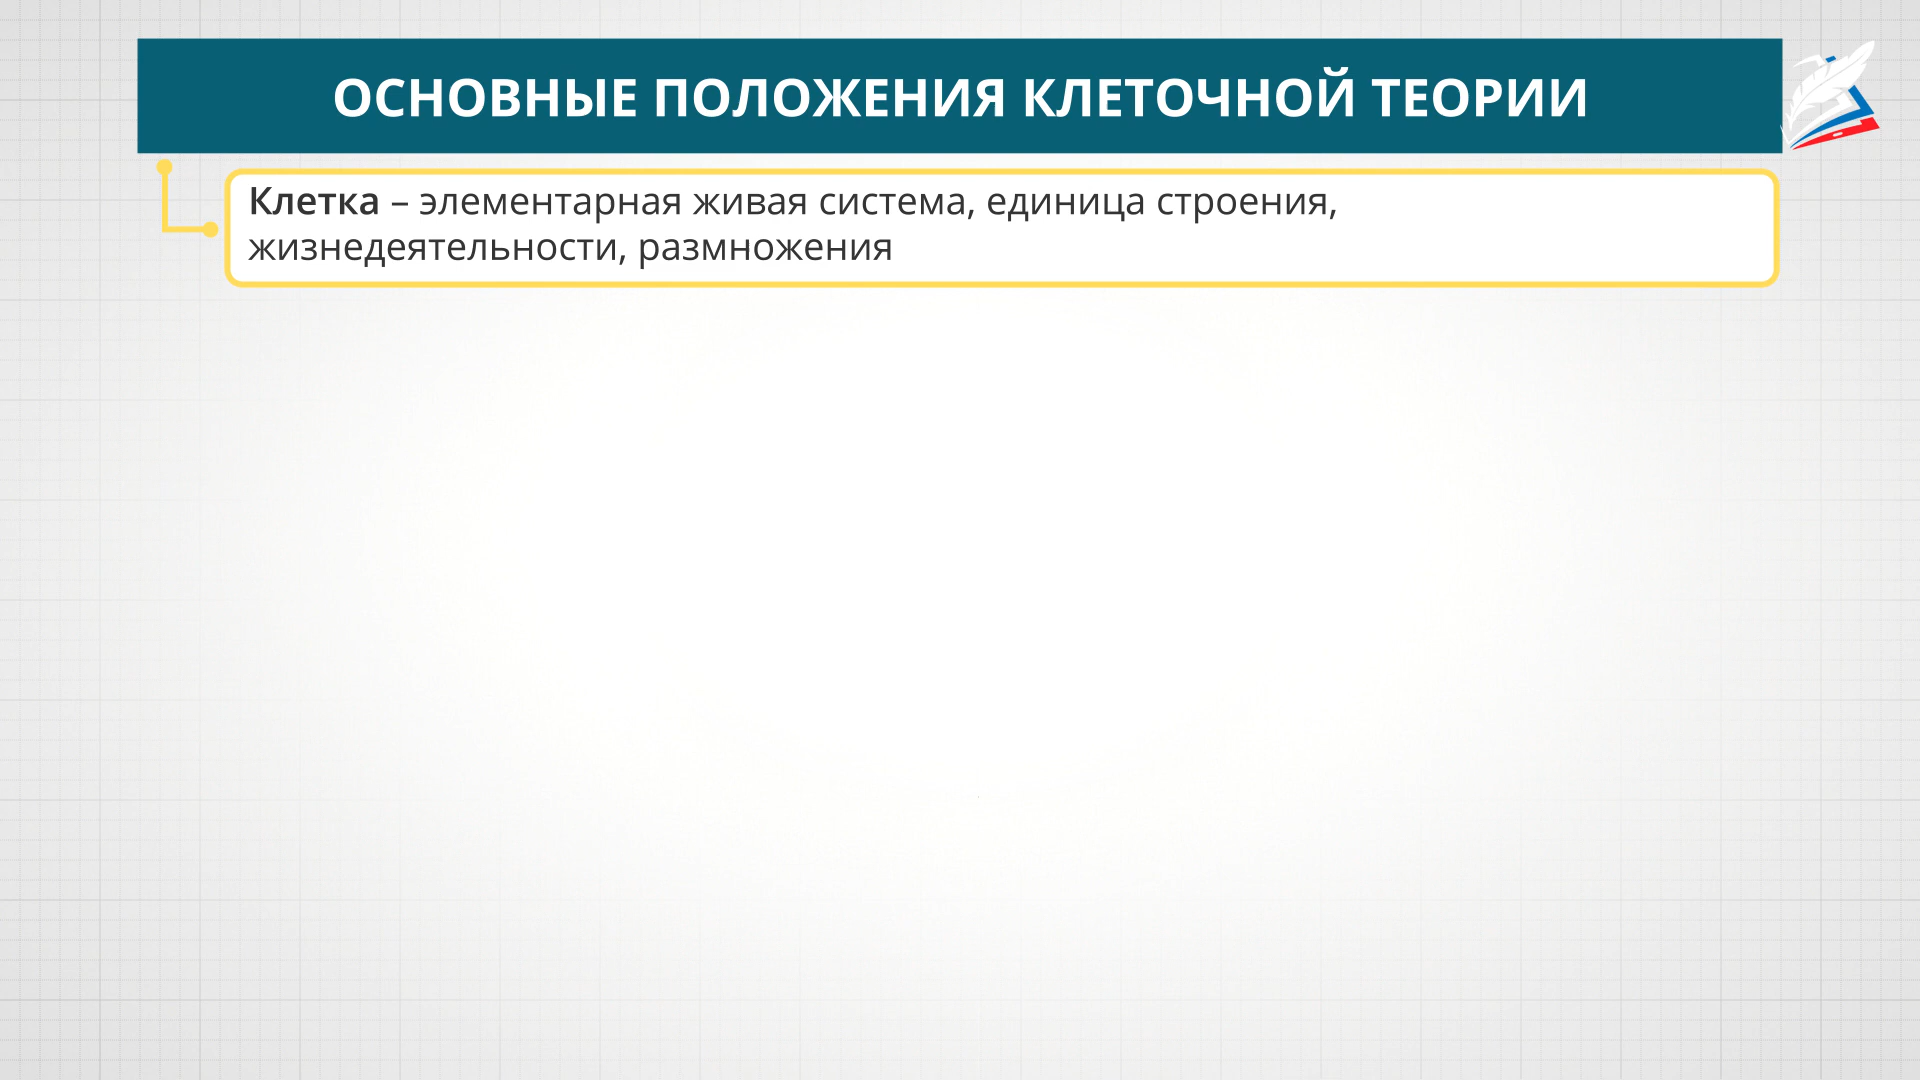 ОСНОВНЫЕ ПОЛОЖЕНИЯ КЛЕТОЧНОЙ ТЕОРИИ
Клетка – элементарная живая система, единица строения,
жизнедеятельности, размножения